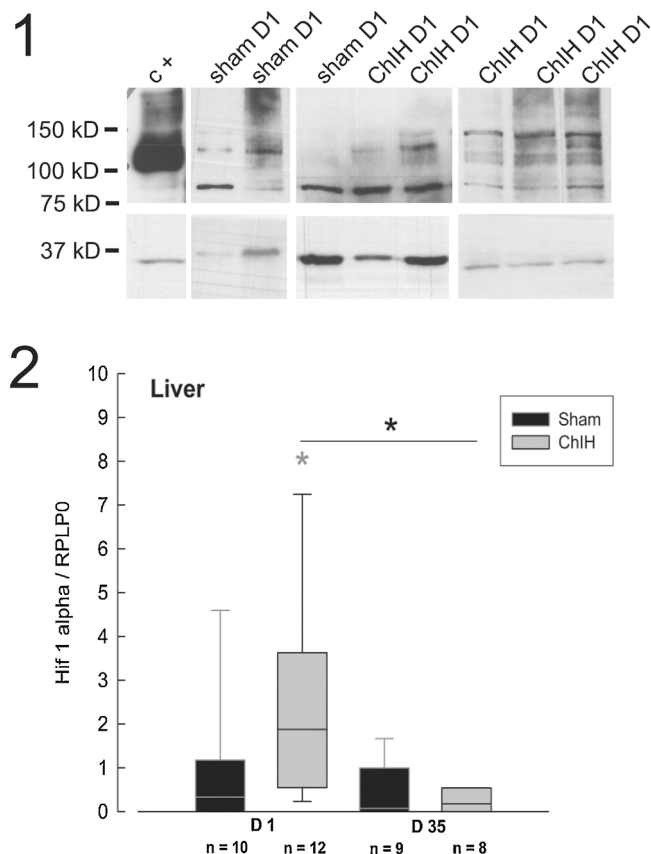 1
c +
sham D1
sham D1
sham D1
ChIH D1
ChIH D1
ChIH D1
ChIH D1
ChIH D1
150 kD
100 kD
75 kD
37 kD
2
Liver
10
9
8
7
6
5
4
3
2
1
0
Hif 1 alpha / RPLP0
*
*
Sham
ChIH
D 1
D 35
n = 10
n = 12
n = 9
n = 8